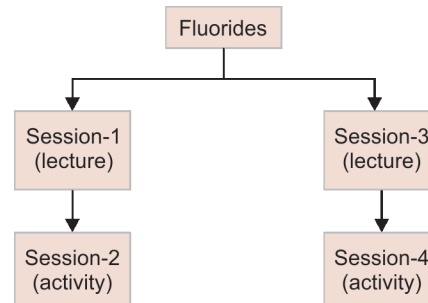 Fluorides
Session-1
(lecture)
Session-3
(lecture)
Session-2
(activity)
Session-4
(activity)